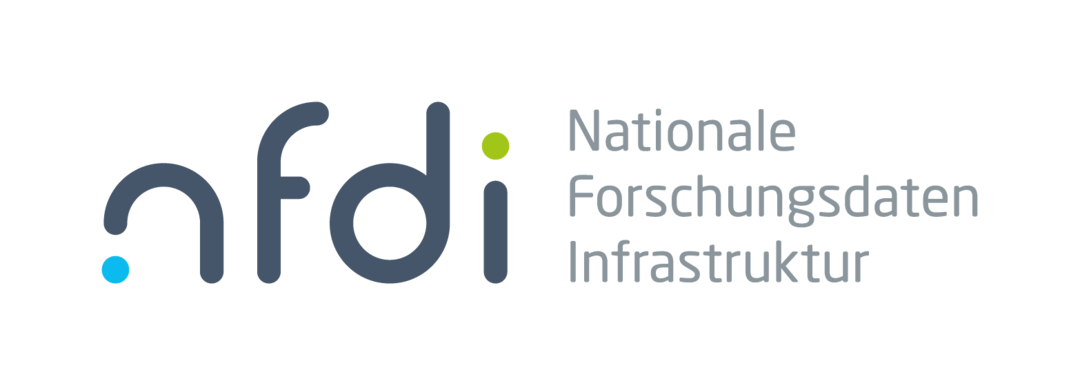 nfdi
Nationale
Forschungsdaten
Infrastruktur